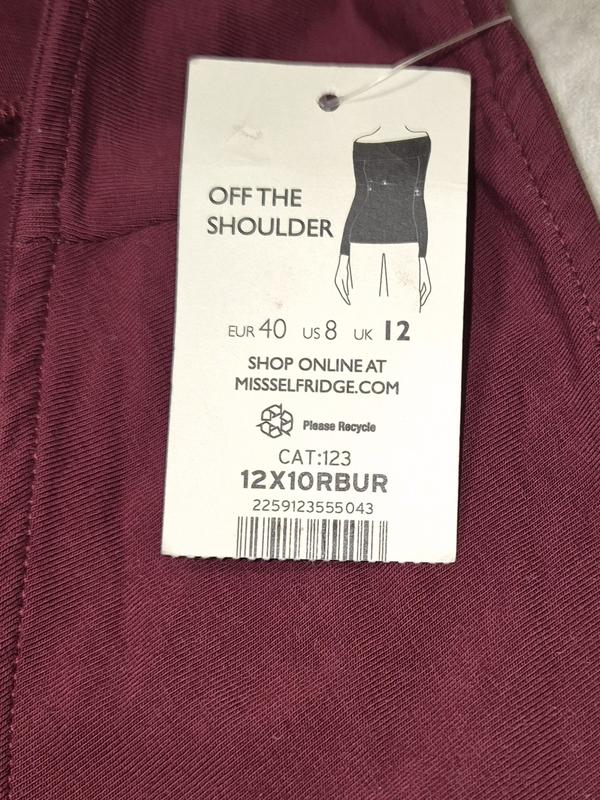 OFF THE
SHOULDER
EUR 40 US 8 UK 12
SHOP ONLINE AT
MISSSELFRIDGE.COM
Please Recycle
CAT:123
12X10RBUR
2259123555043